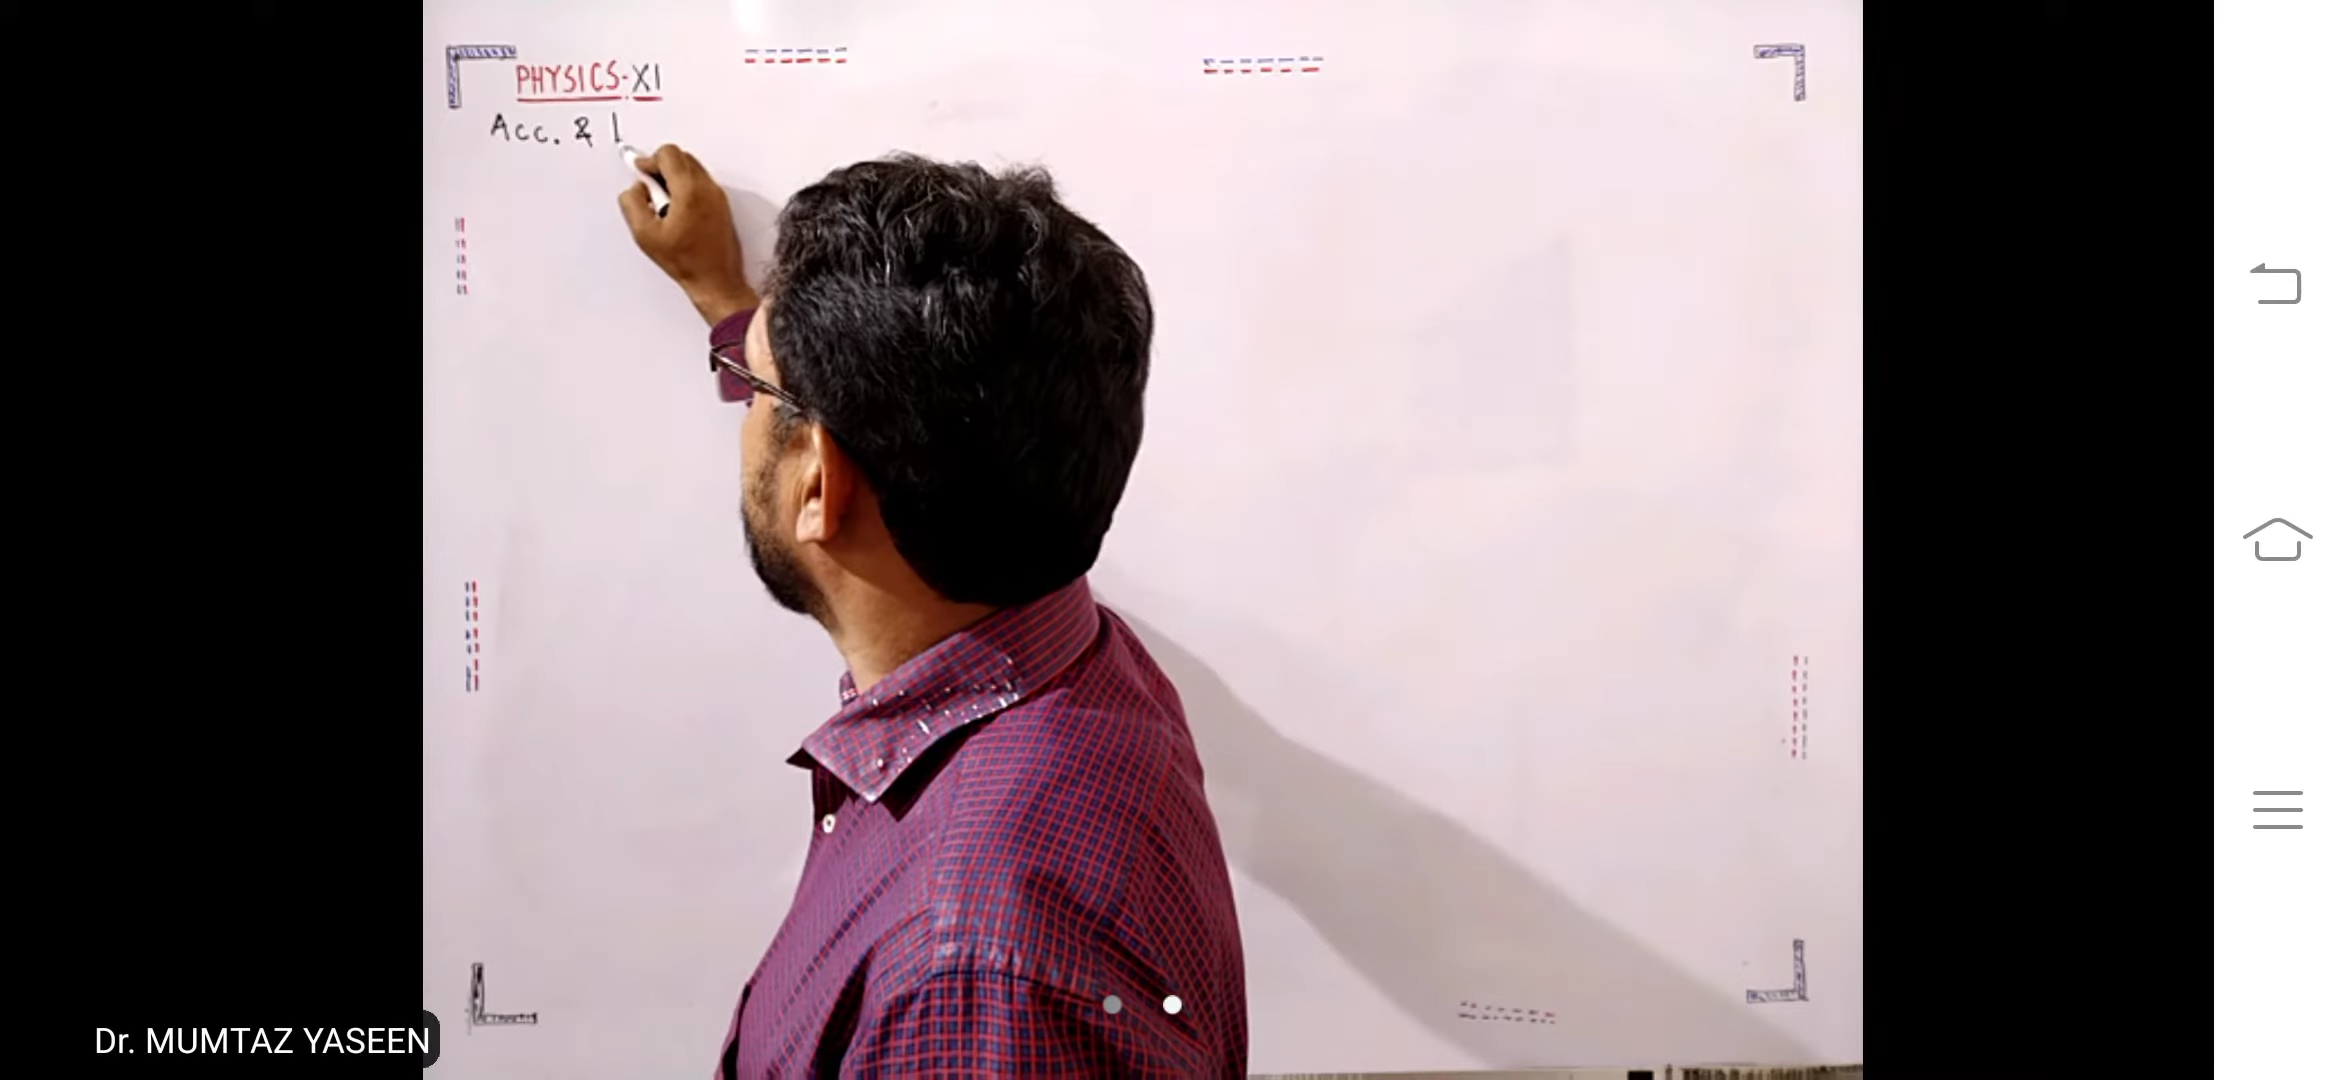 PHYSICS-XI
Acc. &
Dr. MUMTAZ YASEEN